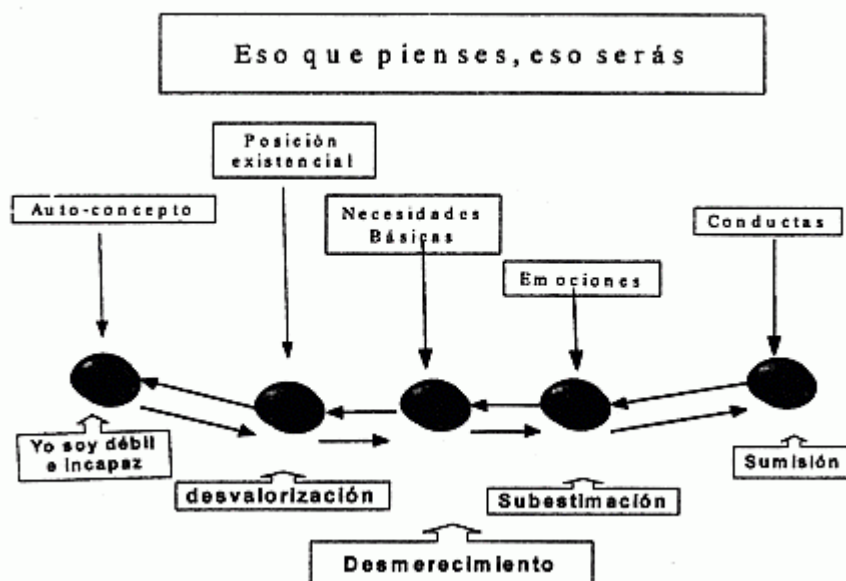 Eso que pienses, eso serás
Posición
existencial
Auto-concepto
Necesidades
Básicas
Emociones
Conductas
Yo soy débil
e incapaz
desvalorización
Desmerecimiento
Subestimación
Sumisión